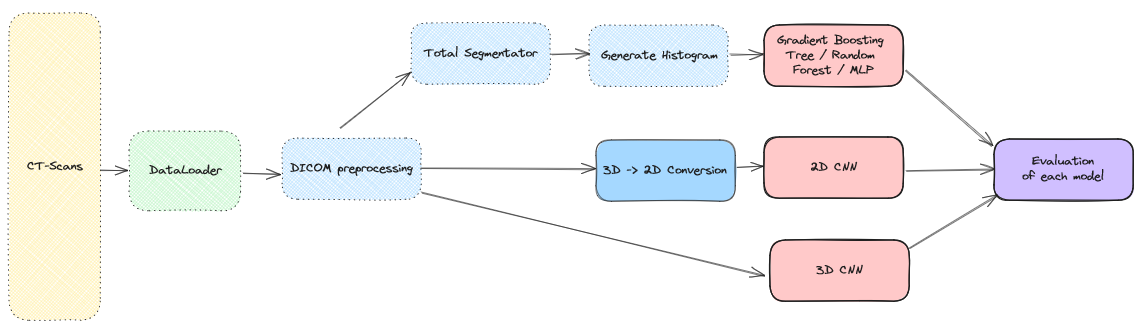 CT-Scans
DataLoader
DICOM preprocessing
Total Segmentator
Generate Histogram
Gradient Boosting
Tree / Random
Forest / MLP
3D -> 2D Conversion
2D CNN
3D CNN
Evaluation
of each model